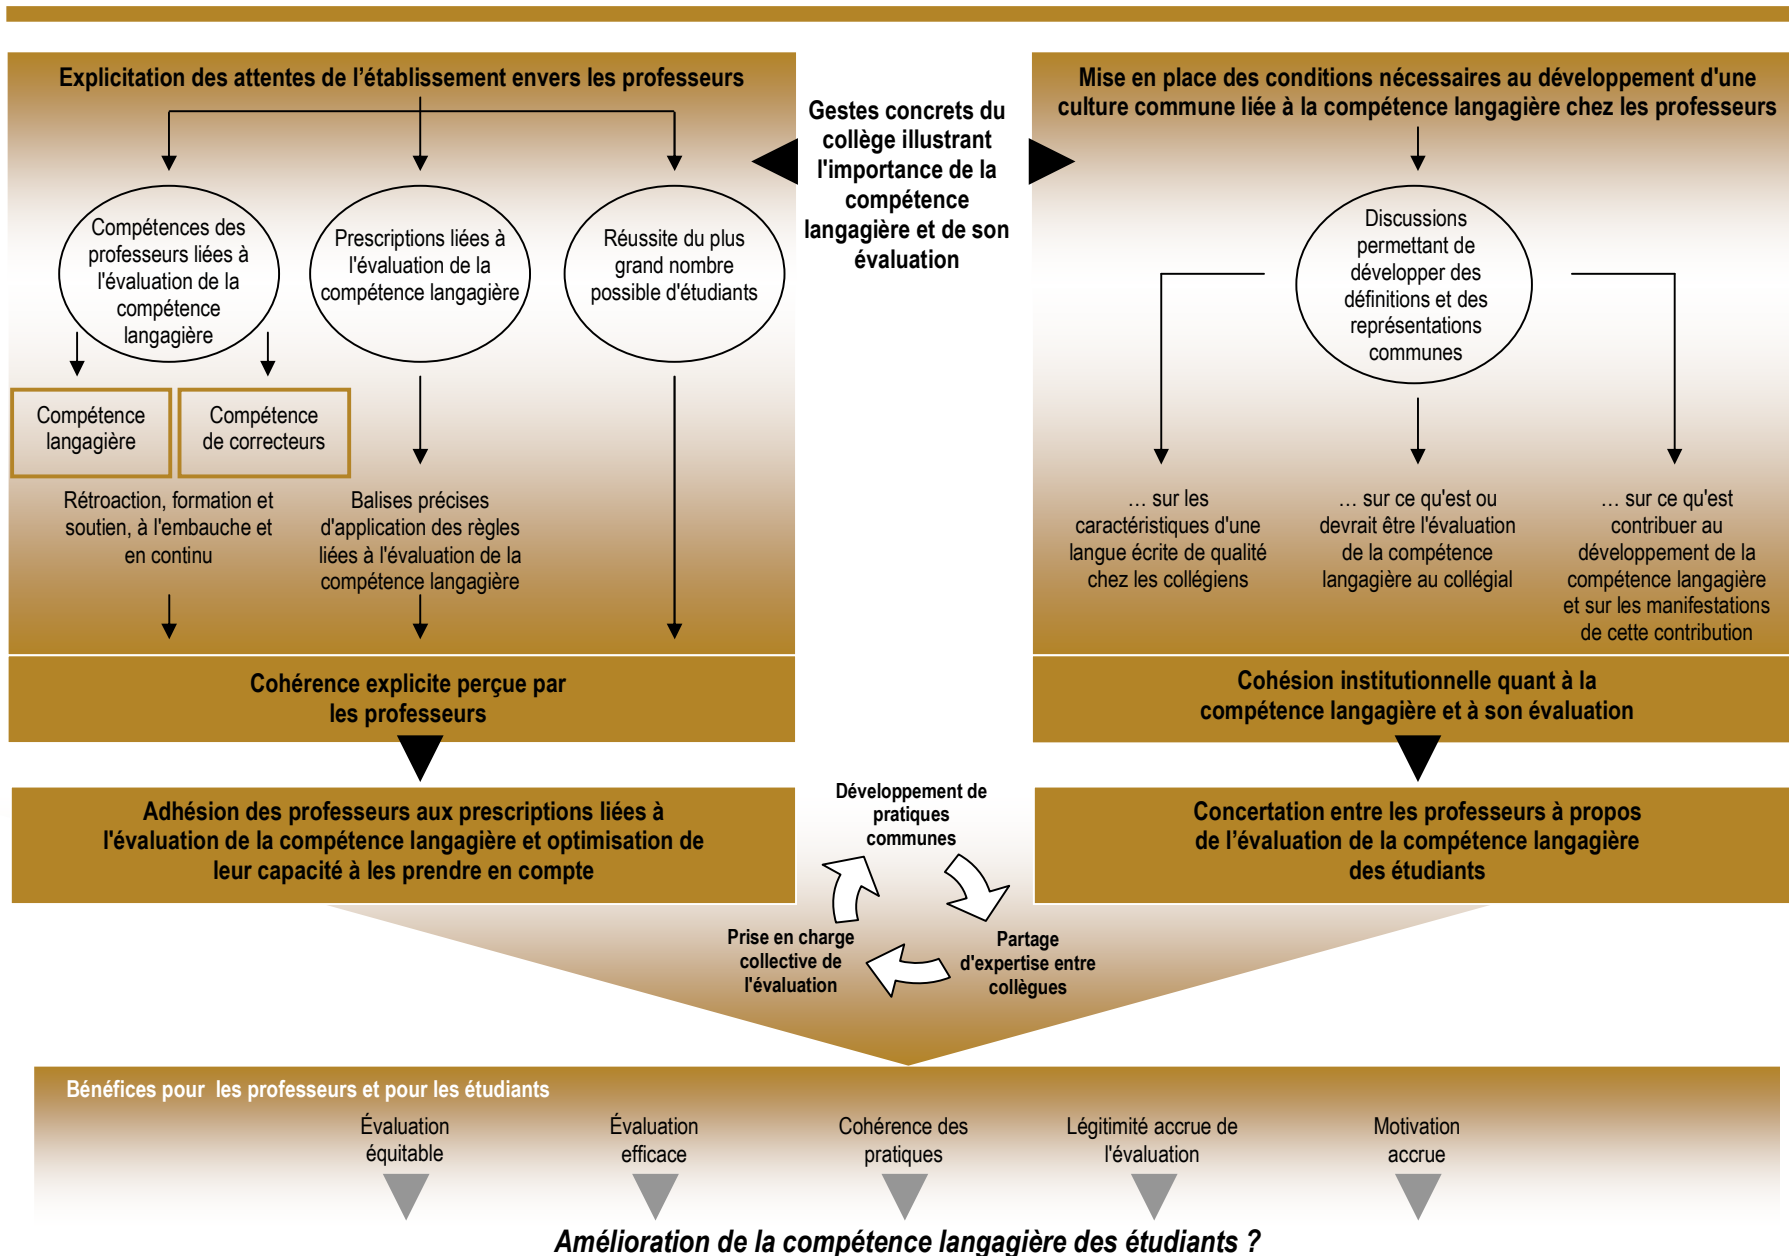 Explicitation des attentes de l'établissement envers les professeurs
Compétences des
professeurs liées à
l'évaluation de la
compétence
langagière
Prescriptions liées à
l'évaluation de la
compétence langagière
Réussite du plus
grand nombre
possible d'étudiants
Compétence
langagière
Compétence
de correcteurs
Rétroaction, formation et
soutien, à l'embauche et
en continu
Balises précises
d'application des règles
liées à l'évaluation de la
compétence langagière
Cohérence explicite perçue par
les professeurs
Gestes concrets du
collège illustrant
l'importance de la
compétence
langagière et de son
évaluation
Mise en place des conditions nécessaires au développement d'une
culture commune liée à la compétence langagière chez les professeurs
Discussions
permettant de
développer des
définitions et des
représentations
communes
… sur les
caractéristiques d'une
langue écrite de qualité
chez les collégiens
… sur ce qu'est ou
devrait être l'évaluation
de la compétence
langagière au collégial
… sur ce qu'est
contribuer au
développement de la
compétence langagière
et sur les manifestations
de cette contribution
Cohésion institutionnelle quant à la
compétence langagière et à son évaluation
Adhésion des professeurs aux prescriptions liées à
l'évaluation de la compétence langagière et optimisation de
leur capacité à les prendre en compte
Développement de
pratiques
communes
Prise en charge
collective de
l'évaluation
Partage
d'expertise entre
collègues
Concertation entre les professeurs à propos
de l'évaluation de la compétence langagière
des étudiants
Bénéfices pour les professeurs et pour les étudiants
Évaluation
équitable
Évaluation
efficace
Cohérence des
pratiques
Légitimité accrue de
l'évaluation
Motivation
accrue
Amélioration de la compétence langagière des étudiants ?